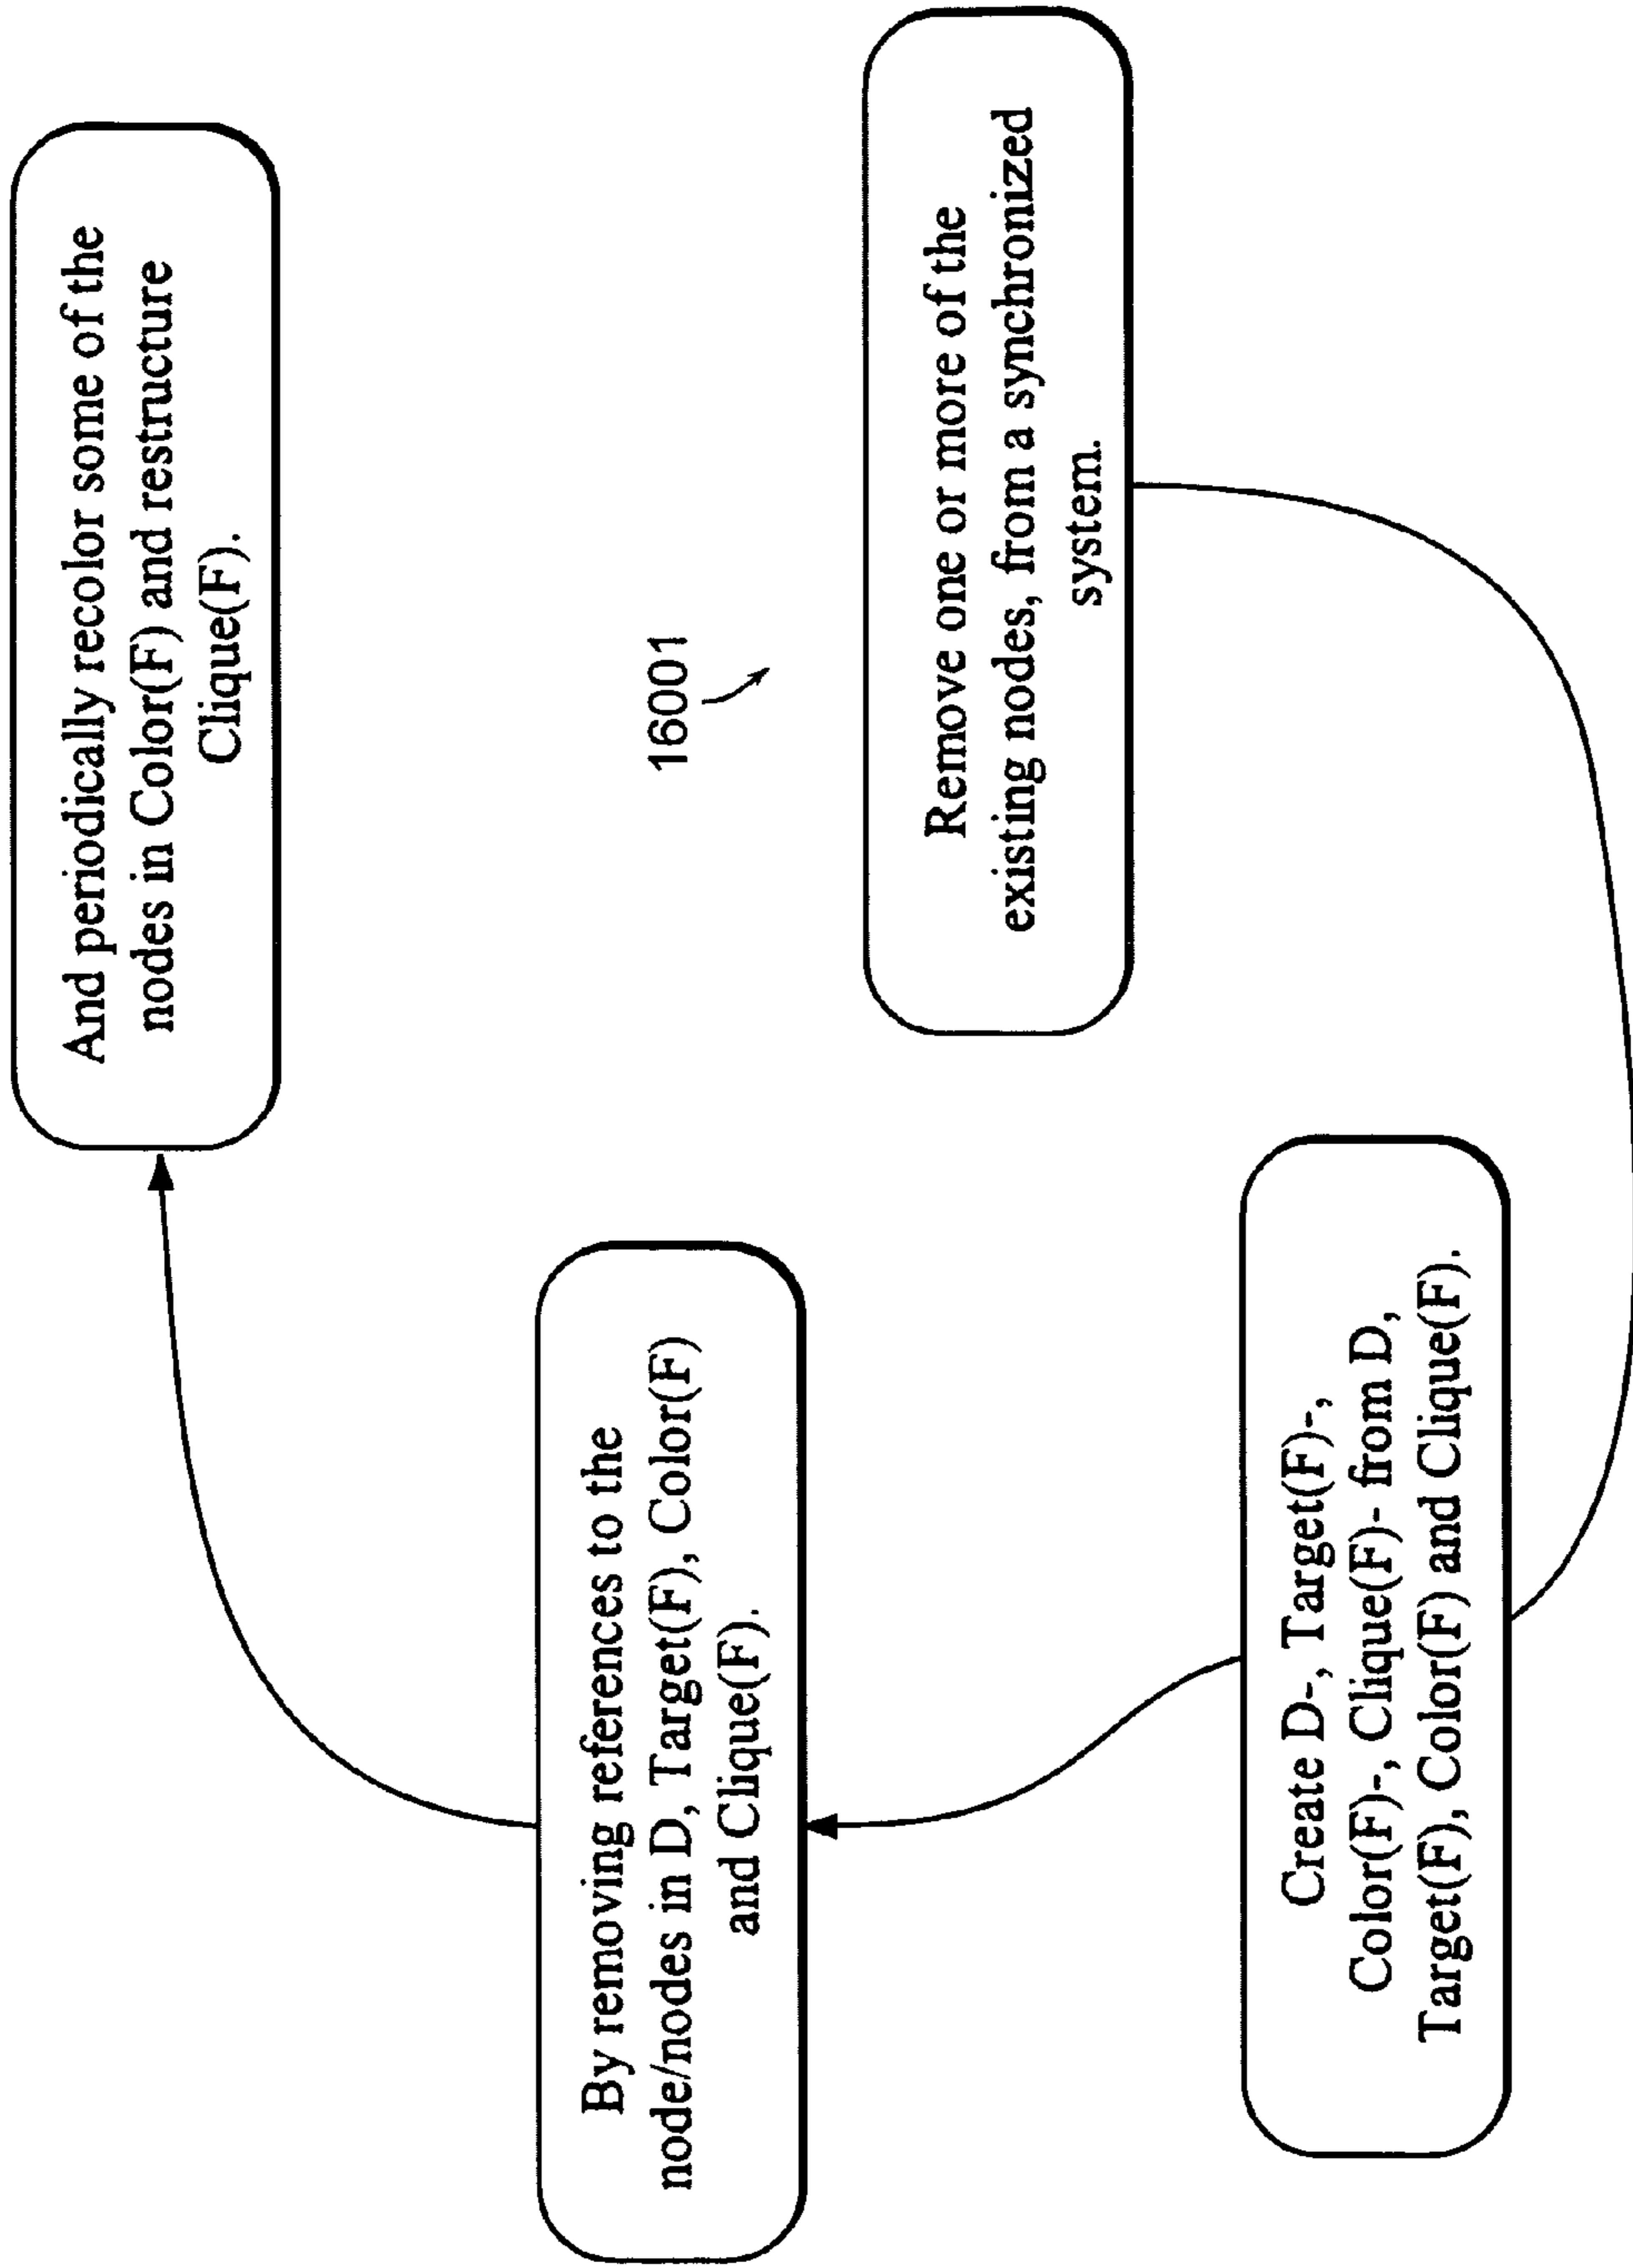 And periodically recolor some of the
nodes in Color(F) and restructure
Clique(F).
16001
Remove one or more of the
existing nodes, from a synchronized
system.
By removing references to the
node/nodes in D, Target(F), Color(F)
and Clique(F).
Create D-, Target(F)-,
Color(F)-, Clique(F)- from D,
Target(F), Color(F) and Clique(F).